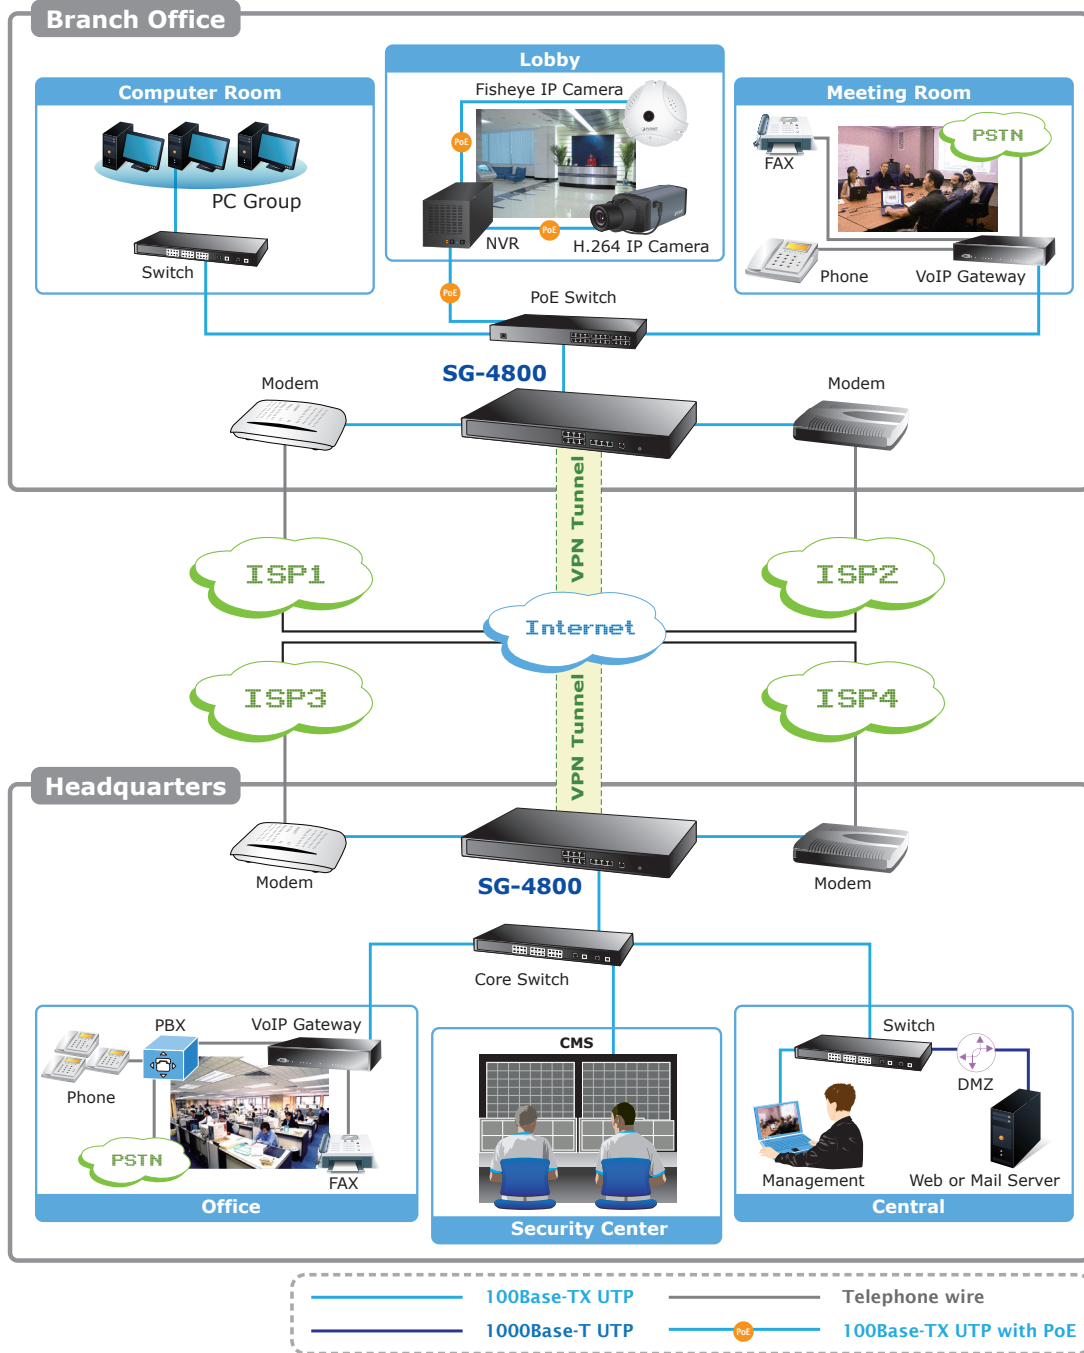 Branch Office
Lobby
Computer Room
Fisheye IP Camera
Meeting Room
PSTN
PoE
FAX
PC Group
PoE
NVR
H.264 IP Camera
Switch
Phone
VoIP Gateway
PoE
PoE Switch
SG-4800
Modem
Modem
VPN Tunnel
ISP1
ISP2
Internet
ISP3
ISP4
VPN Tunnel
Headquarters
Modem
SG-4800
Modem
Core Switch
PBX
VoIP Gateway
Switch
CMS
Phone
DMZ
PSTN
FAX
Management
Web or Mail Server
Office
Security Center
Central
100Base-TX UTP
Telephone wire
1000Base-T UTP
PoE
100Base-TX UTP with PoE